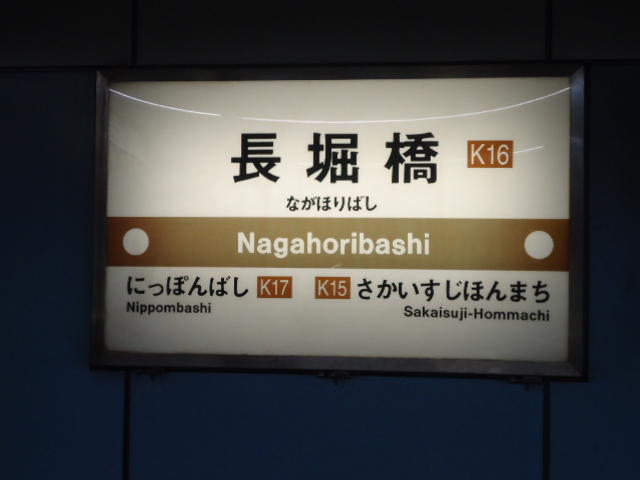 長堀橋 K16
ながほりばし
Nagahoribashi
にっぽんばし K17 K15 さかいすじほんまち
Nippombashi Sakaisuji-Hommachi